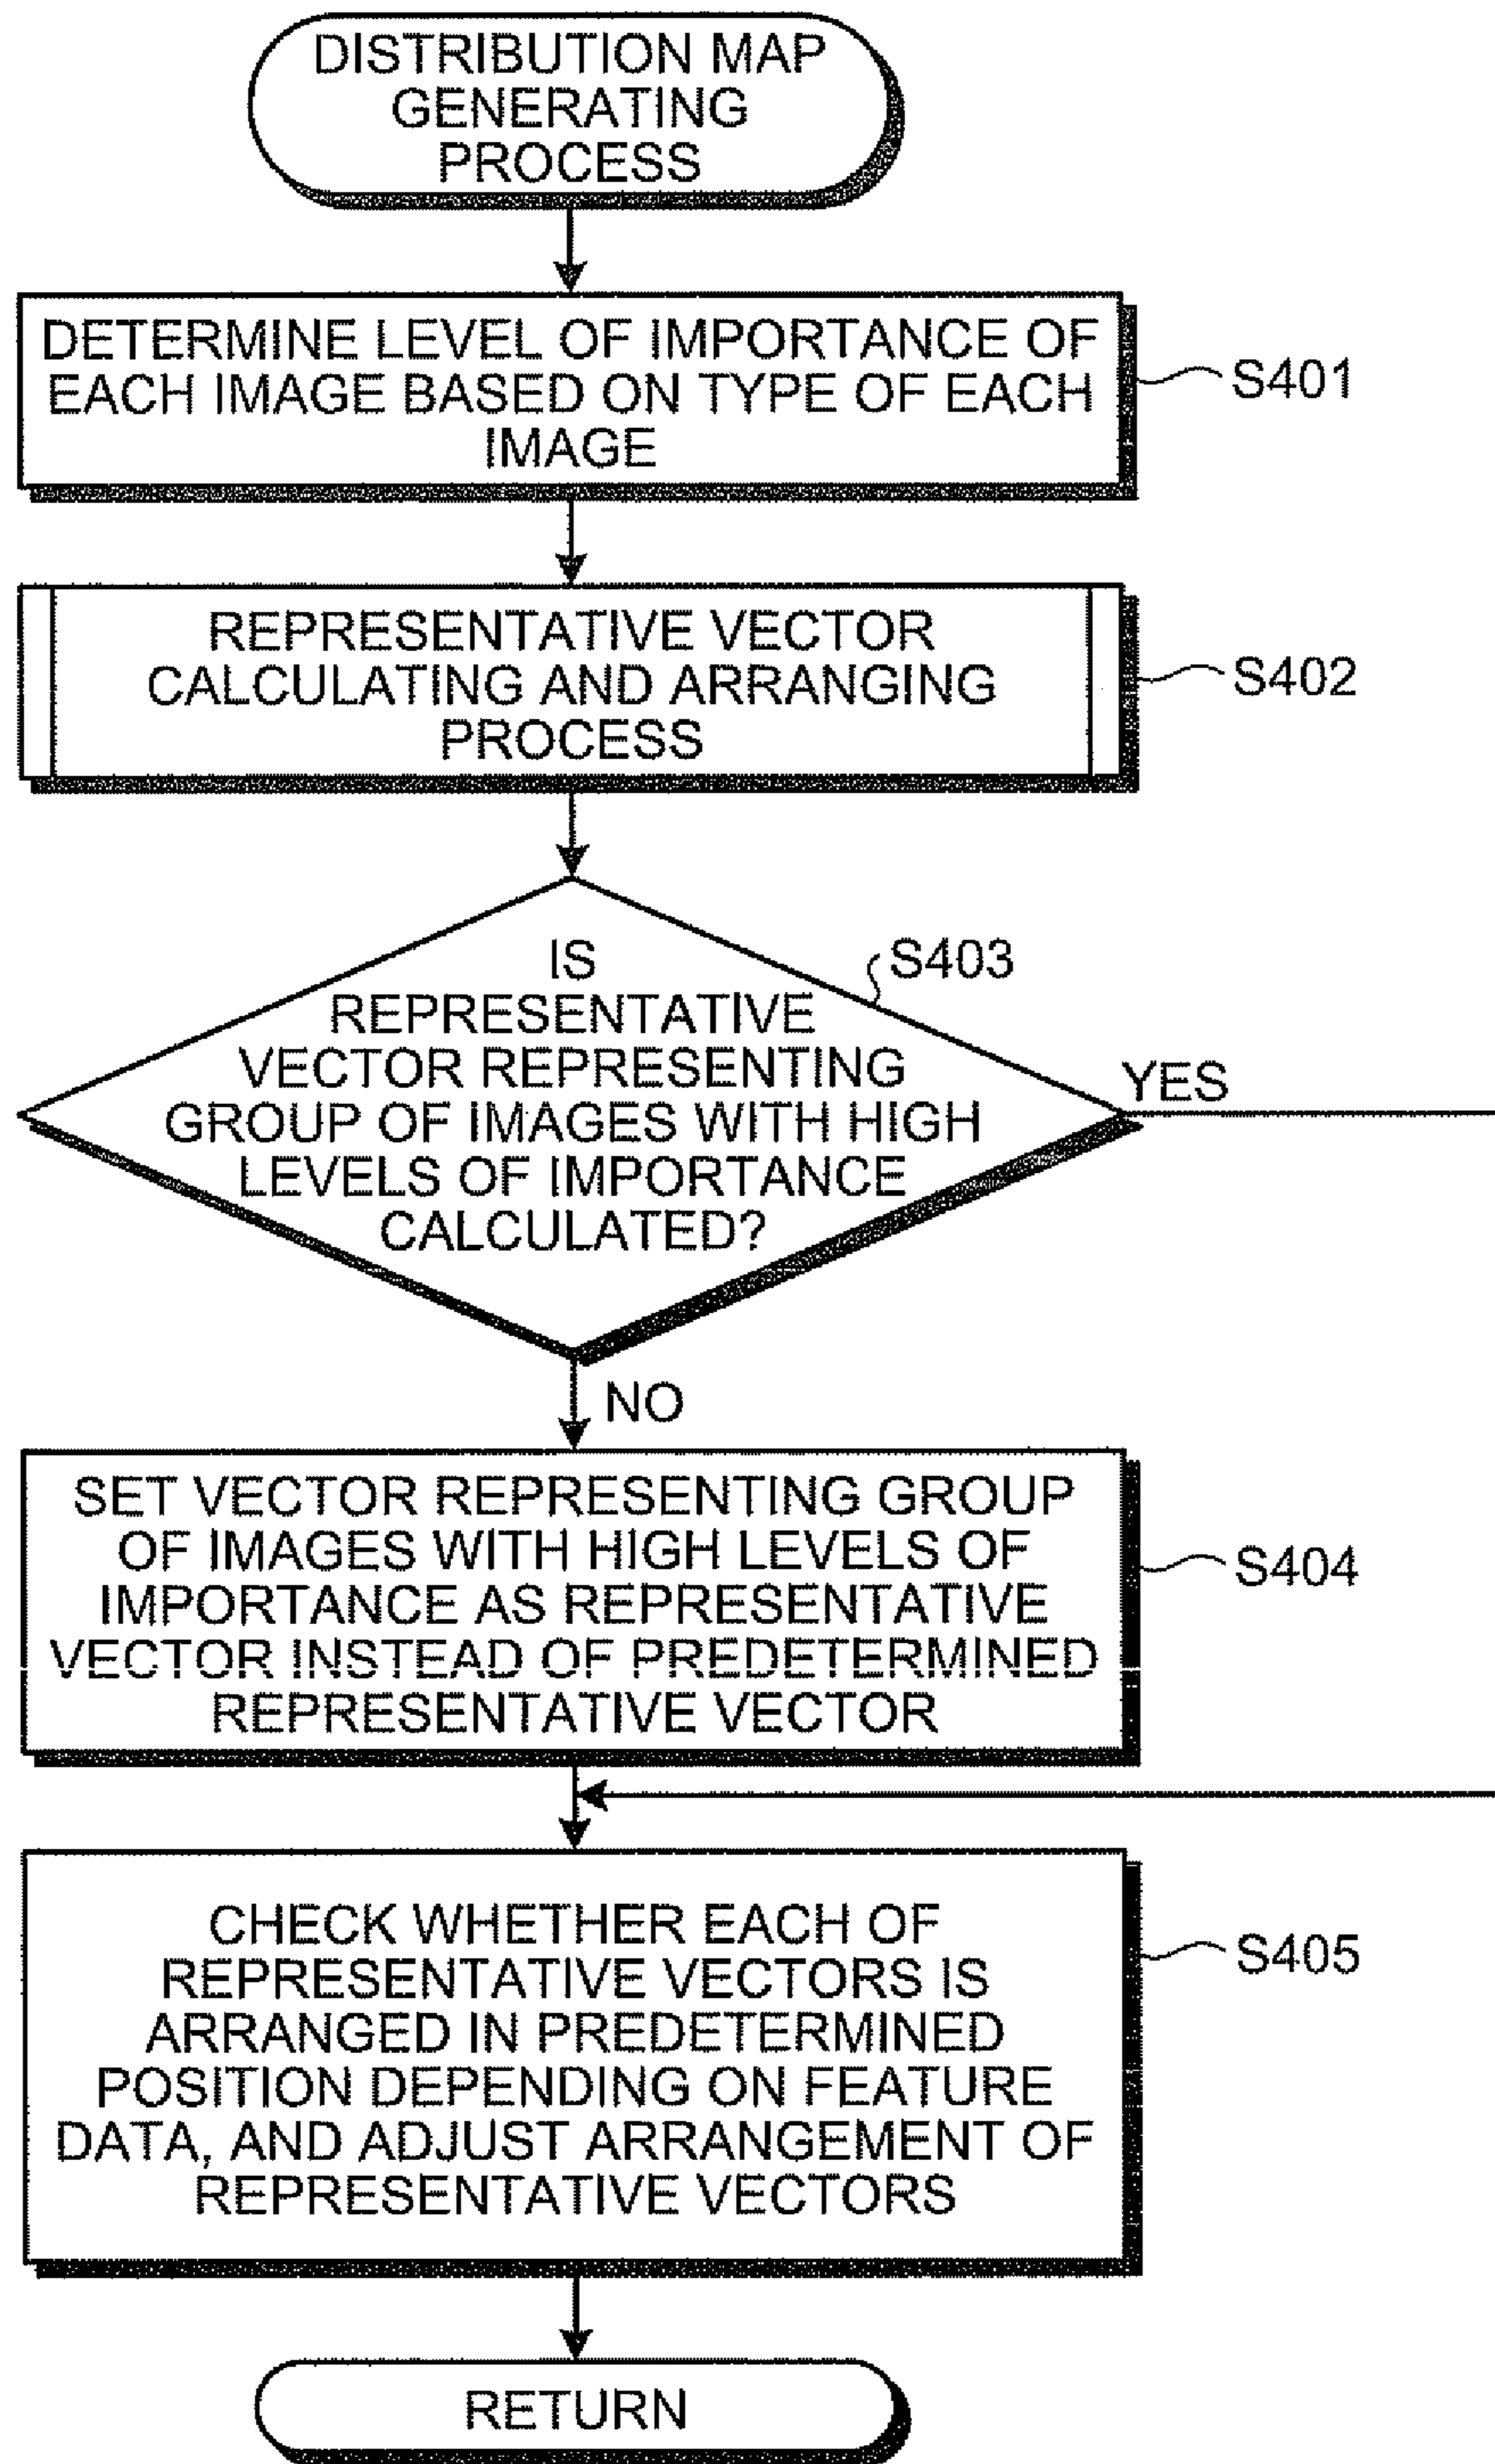 DISTRIBUTION MAP
GENERATING
PROCESS
DETERMINE LEVEL OF IMPORTANCE OF
EACH IMAGE BASED ON TYPE OF EACH
IMAGE
S401
REPRESENTATIVE VECTOR
CALCULATING AND ARRANGING
PROCESS
S402
IS
REPRESENTATIVE
VECTOR REPRESENTING
GROUP OF IMAGES WITH HIGH
LEVELS OF IMPORTANCE
CALCULATED?
S403
YES
NO
SET VECTOR REPRESENTING GROUP
OF IMAGES WITH HIGH LEVELS OF
IMPORTANCE AS REPRESENTATIVE
VECTOR INSTEAD OF PREDETERMINED
REPRESENTATIVE VECTOR
S404
CHECK WHETHER EACH OF
REPRESENTATIVE VECTORS IS
ARRANGED IN PREDETERMINED
POSITION DEPENDING ON FEATURE
DATA, AND ADJUST ARRANGEMENT OF
REPRESENTATIVE VECTORS
S405
RETURN